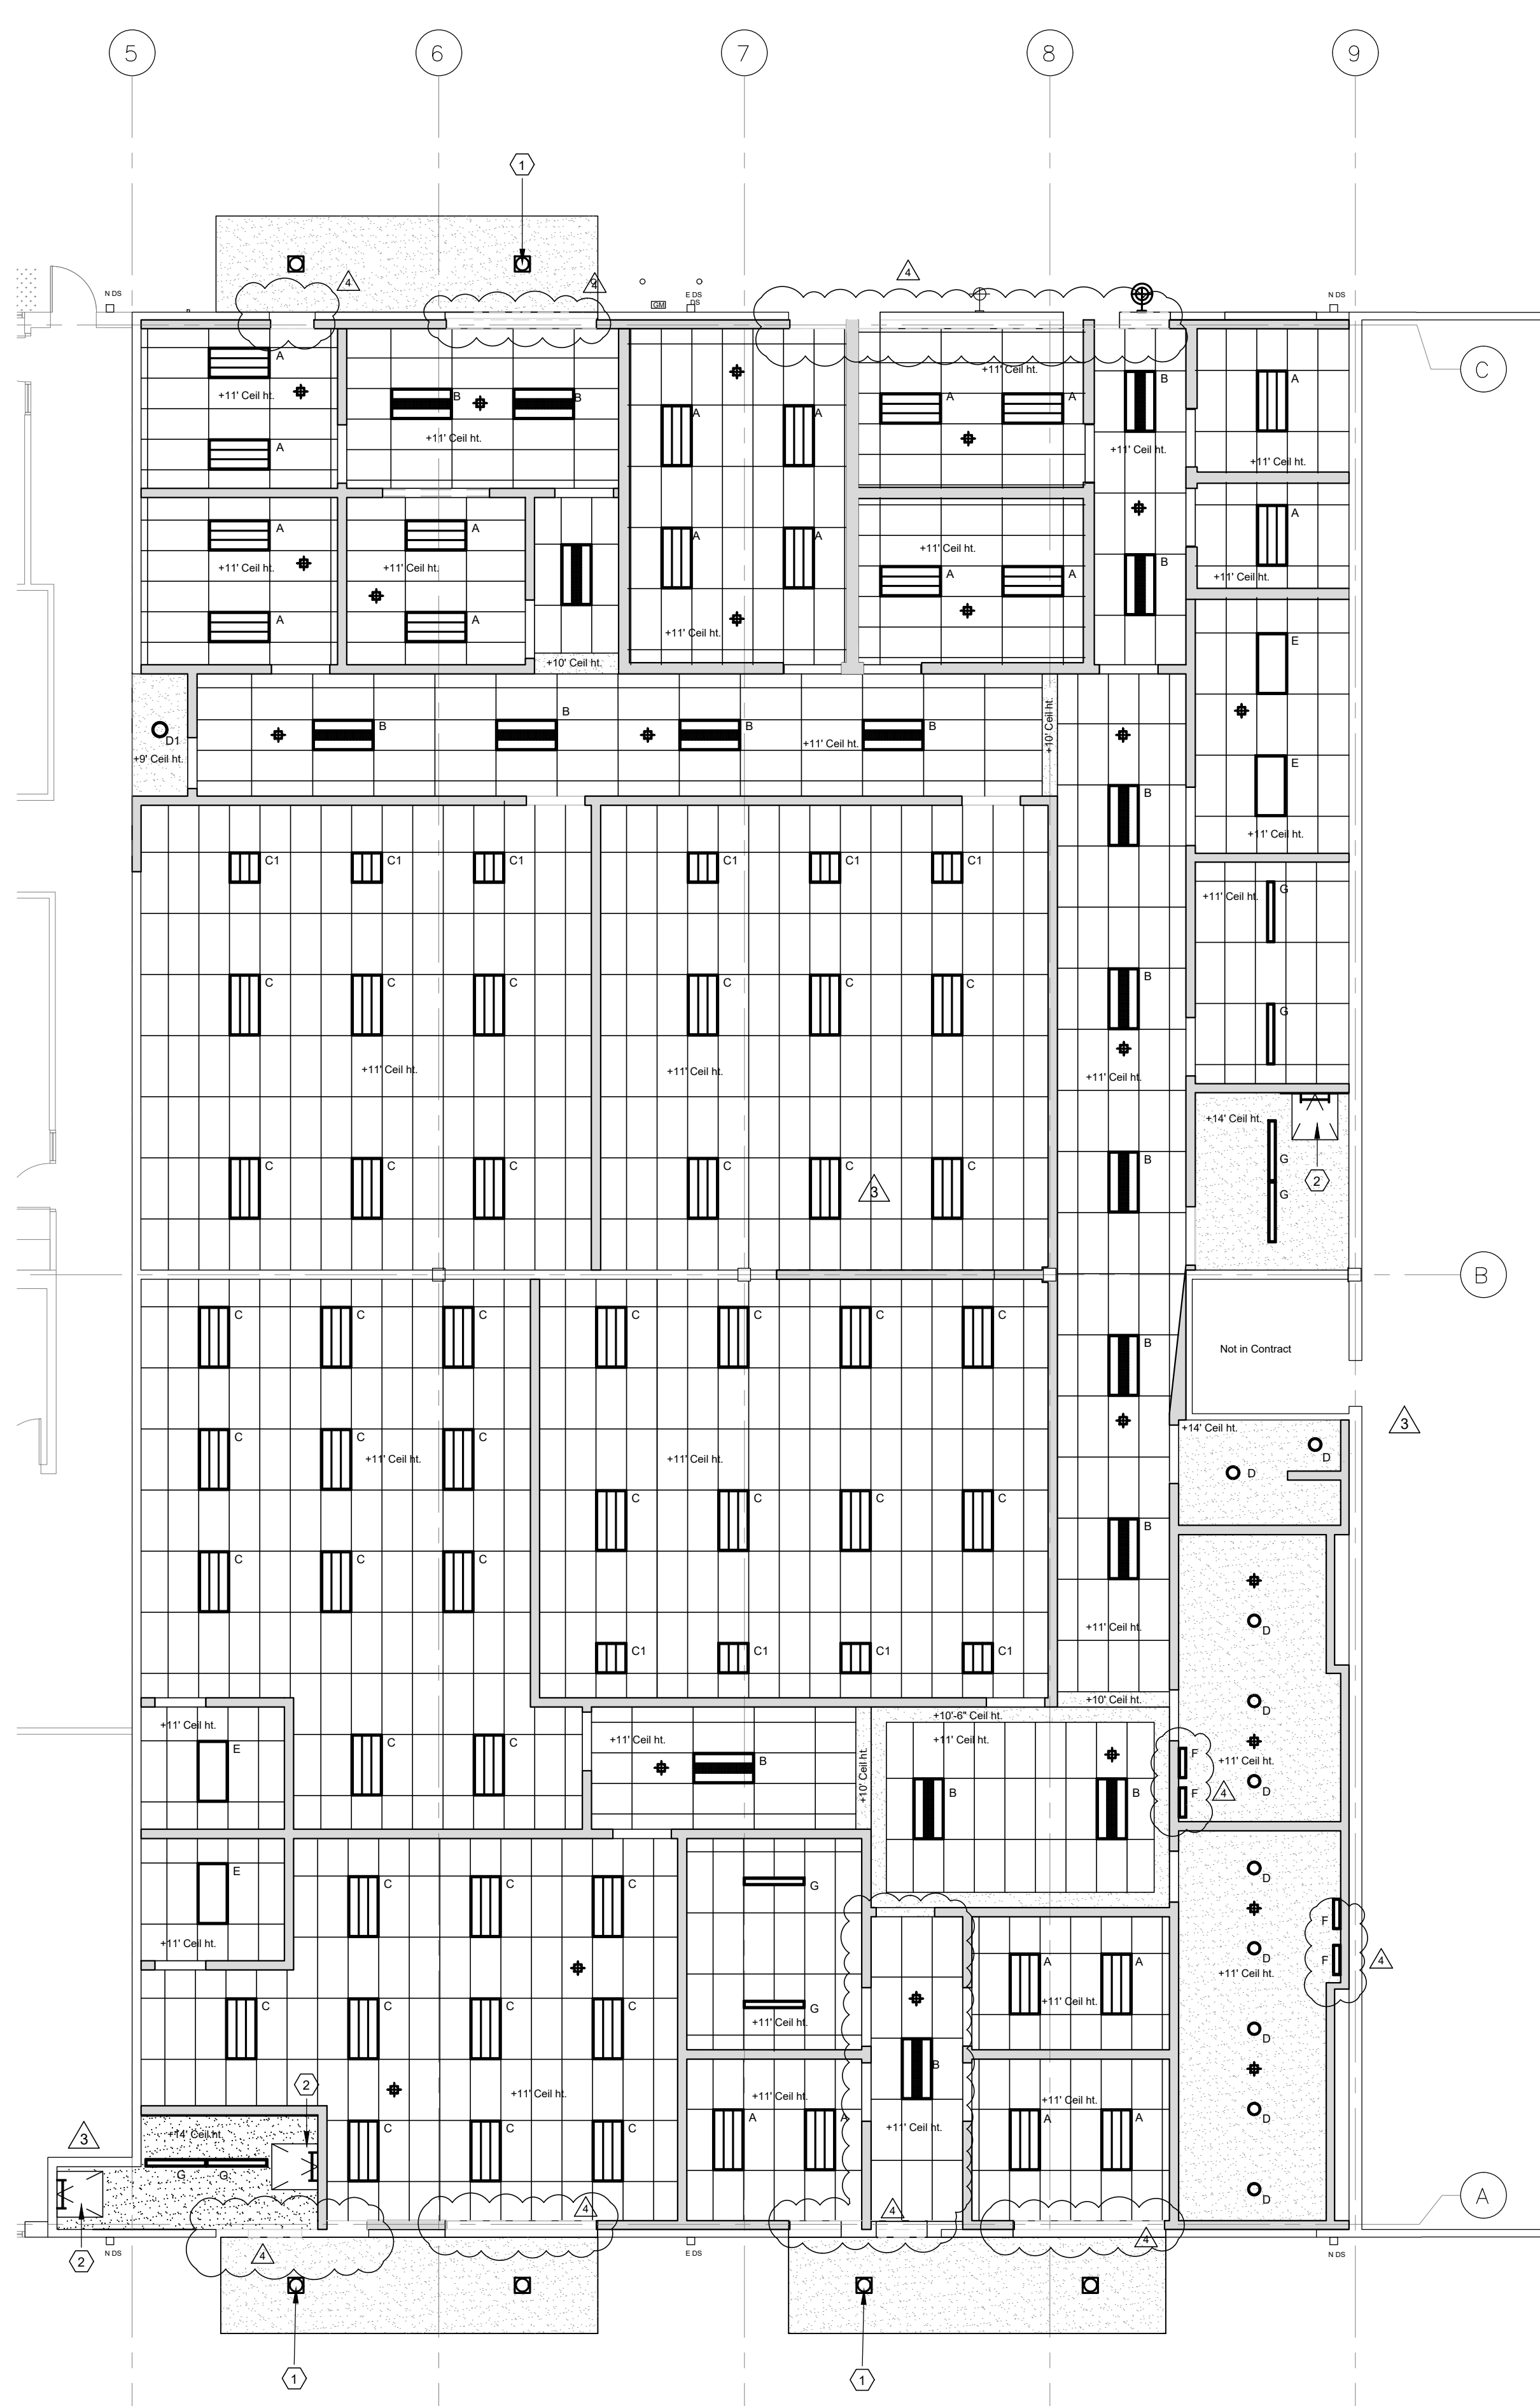 5 6 7 8 9
1
4
4
4
N DS
GM
E DS
DS
N DS
C
A
+11' Ceil ht.
A
B B
+11' Ceil ht.
A A
A A
+11' Ceil ht.
+11' Ceil ht.
A A
B
+11' Ceil ht.
A
+11' Ceil ht.
A
+11' Ceil ht.
A
A
+11' Ceil ht.
A
+10' Ceil ht.
+11' Ceil ht.
A A
B
A
+11' Ceil ht.
D1
+9' Ceil ht.
B B B B
+11' Ceil ht.
+10' Ceil ht.
E
E
+11' Ceil ht.
B
C1 C1 C1 C1 C1 C1
+11' Ceil ht.
G
G
C C C C C C
B
+11' Ceil ht.
+11' Ceil ht.
+11' Ceil ht.
+14' Ceil ht.
G
G
2
C C C C C C
3
B
B
C C C C C C C
B
Not in Contract
3
+14' Ceil ht.
D
D
C C C
+11' Ceil ht.
+11' Ceil ht.
C C C C
B
C C C
+11' Ceil ht.
C1 C1 C1 C1
+10' Ceil ht.
D
D
+11' Ceil ht.
D
F
F
4
+11' Ceil ht.
E
C C
+11' Ceil ht.
B
+10' Ceil ht.
+10'-6" Ceil ht.
+11' Ceil ht.
B B
E
+11' Ceil ht.
C C C
G
G
+11' Ceil ht.
A A
+11' Ceil ht.
D
D
+11' Ceil ht.
F
F
4
D
D
D
C C C C
+11' Ceil ht.
2
B
+11' Ceil ht.
+11' Ceil ht.
A A
+11' Ceil ht.
A A
3
+14' Ceil ht.
G G
C C C
A
2
N DS
4
4
E DS
4
4
N DS
1
1